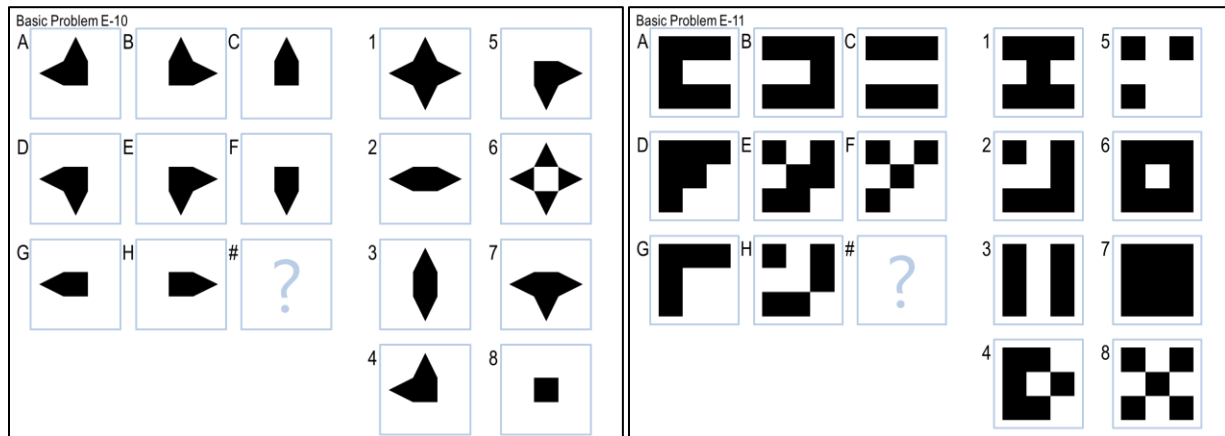 Basic Problem E-10
A B C 1 5
D E F 2 6
G H # 3 7
?
4 8
Basic Problem E-11
A B C 1 5
D E F 2 6
G H # 3 7
?
4 8